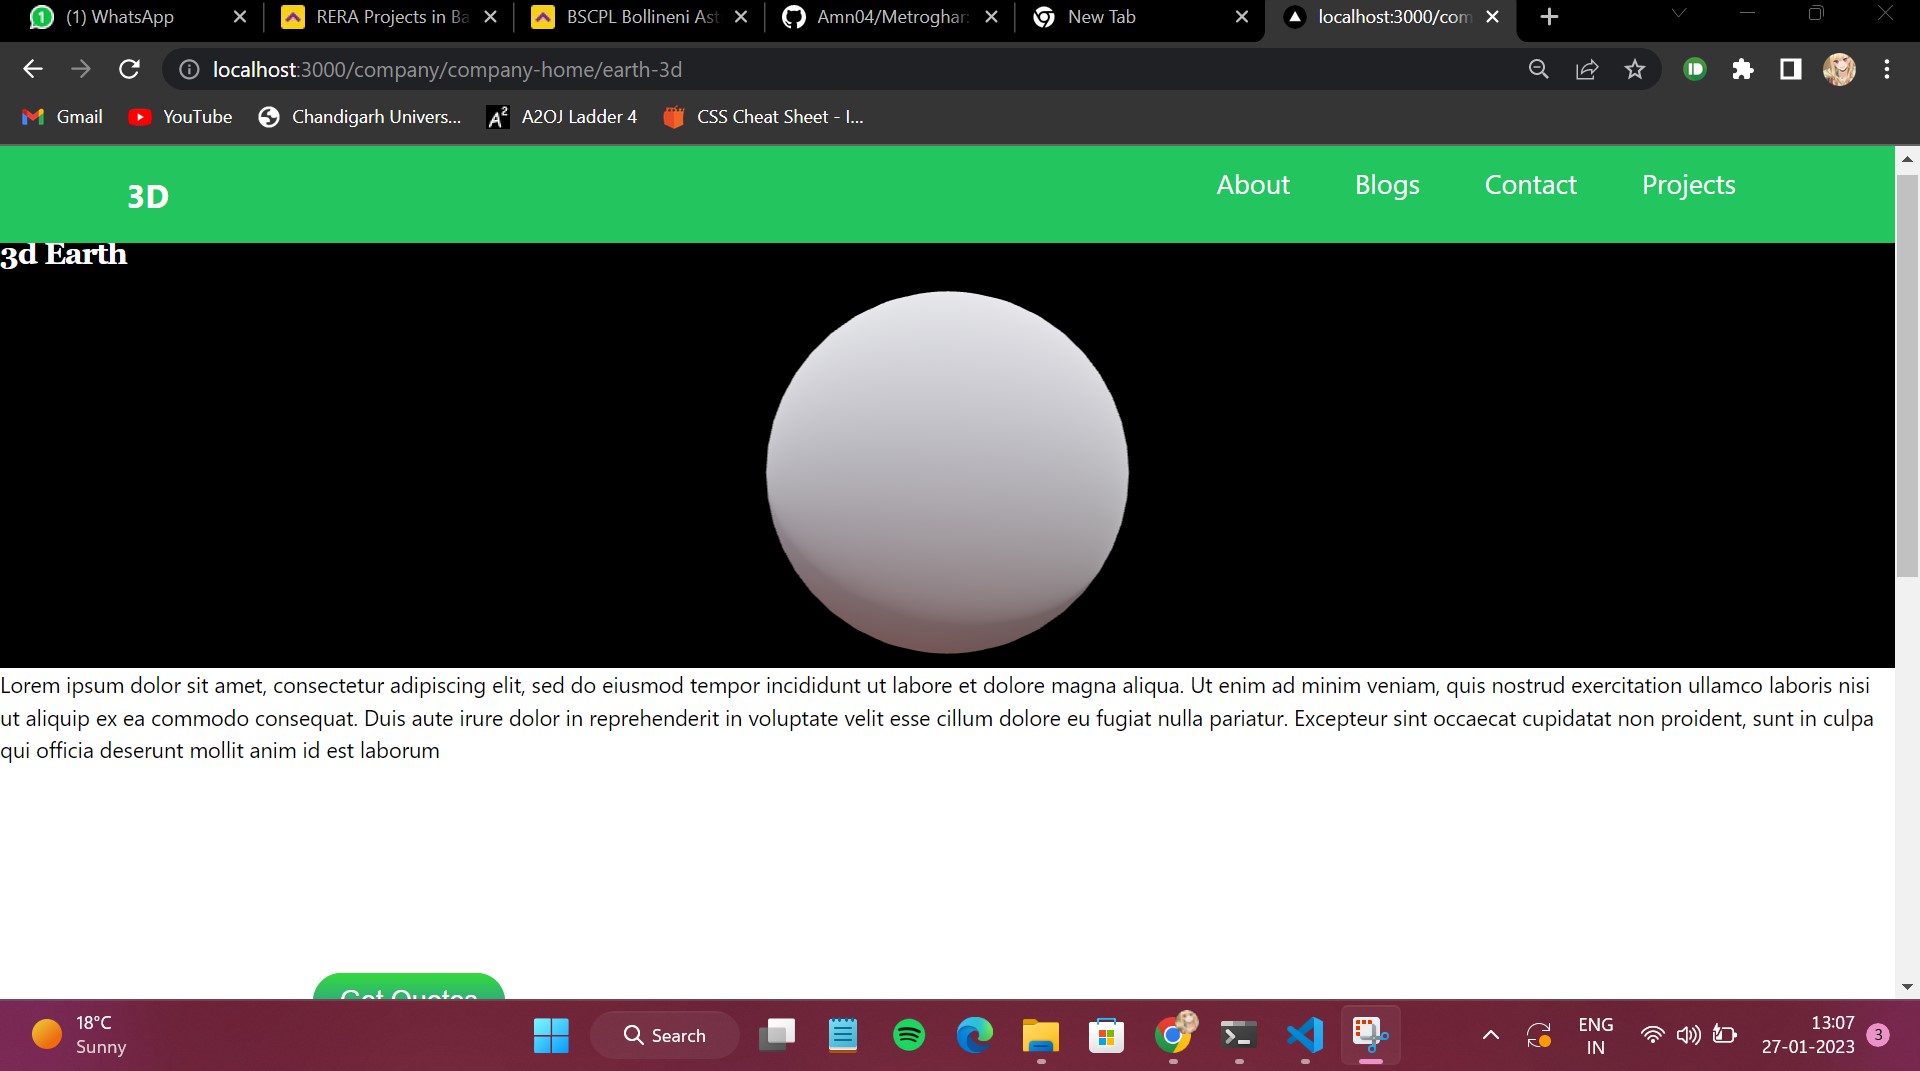 (1) WhatsApp
RERA Projects in Ba
BSCPL Bollineni Ast
Amn04/Metroghar:
New Tab
localhost:3000/com
localhost:3000/company/company-home/earth-3d
Gmail
YouTube
Chandigarh Univers...
A2OJ Ladder 4
CSS Cheat Sheet - I...
3D
About
Blogs
Contact
Projects
3d Earth
Lorem ipsum dolor sit amet, consectetur adipiscing elit, sed do eiusmod tempor incididunt ut labore et dolore magna aliqua. Ut enim ad minim veniam, quis nostrud exercitation ullamco laboris nisi
ut aliquip ex ea commodo consequat. Duis aute irure dolor in reprehenderit in voluptate velit esse cillum dolore eu fugiat nulla pariatur. Excepteur sint occaecat cupidatat non proident, sunt in culpa
qui officia deserunt mollit anim id est laborum
Get Quotes
18°C
Sunny
Search
ENG
IN
13:07
27-01-2023
3